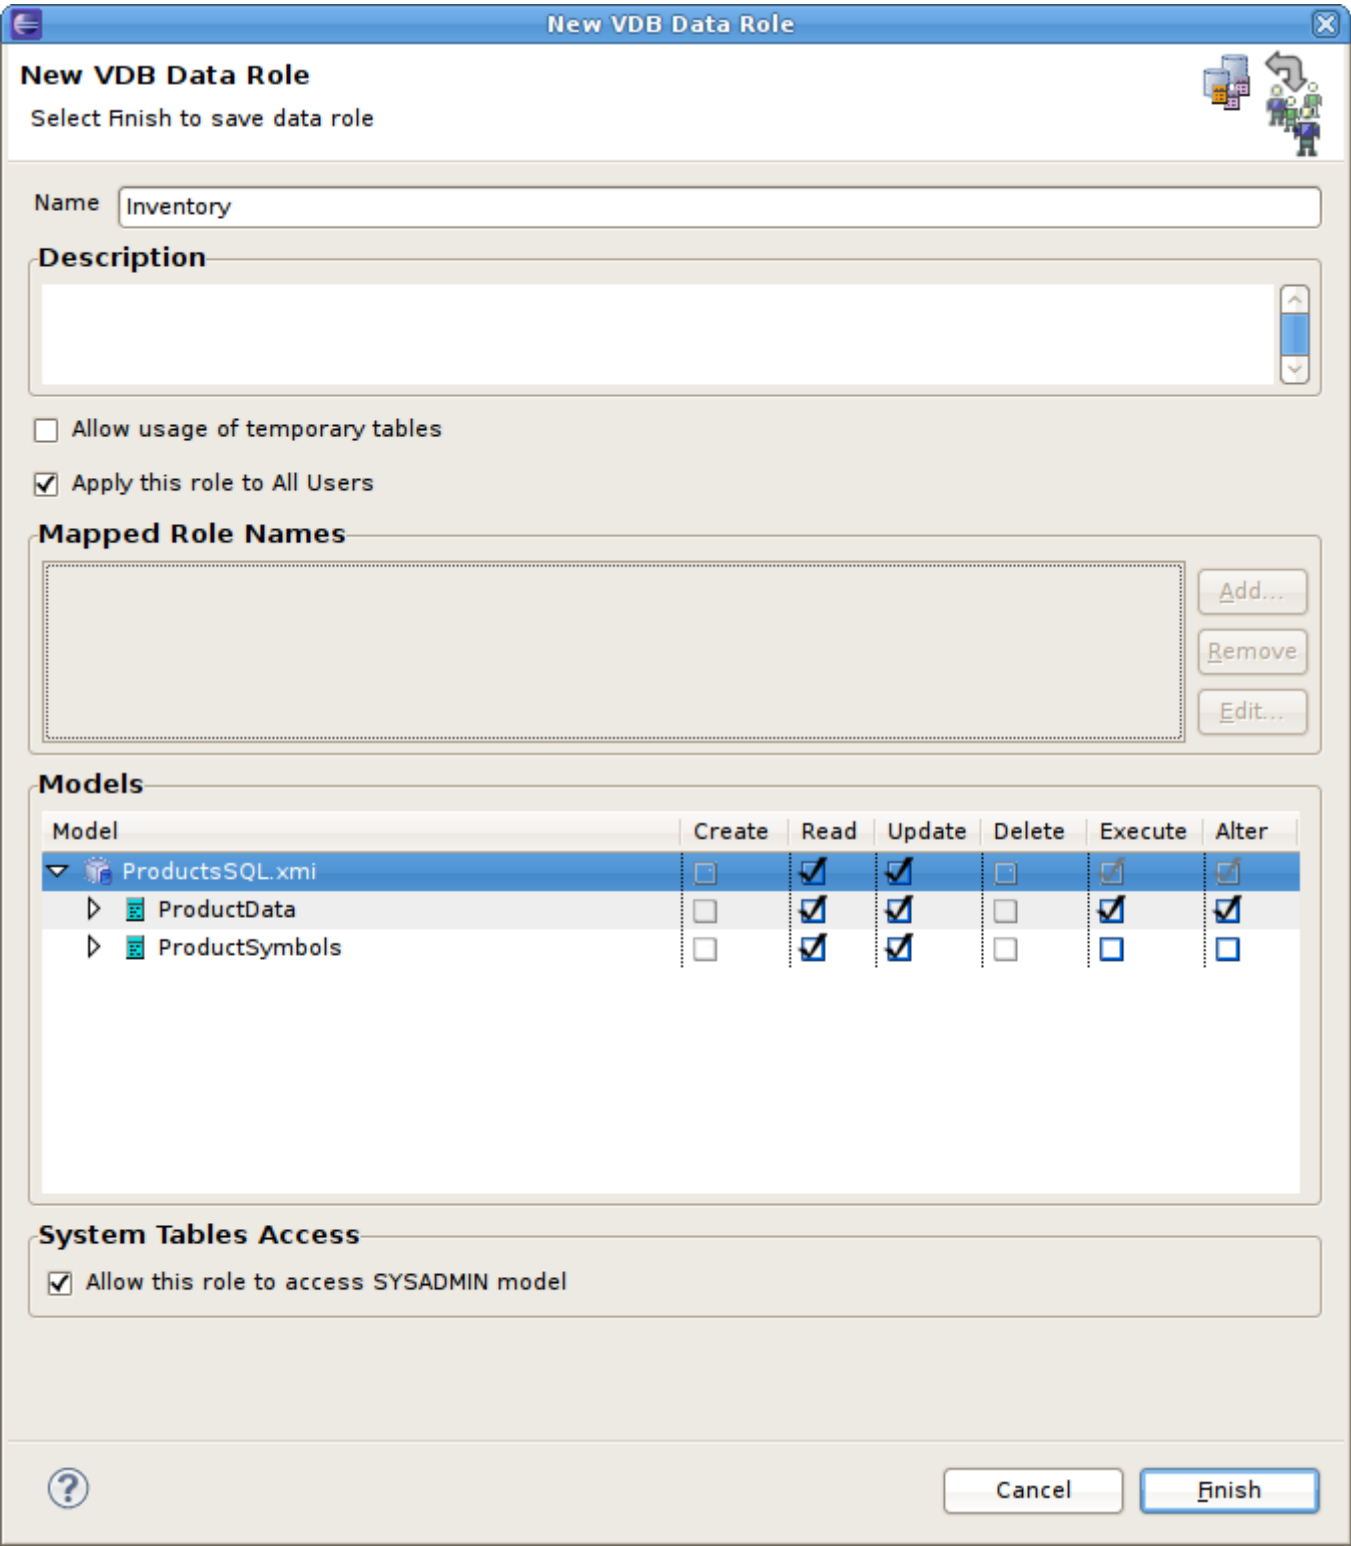 New VDB Data Role
New VDB Data Role
Select Finish to save data role
Name Inventory
Description
Allow usage of temporary tables
Apply this role to All Users
Mapped Role Names
Add...
Remove
Edit...
Models
Model Create Read Update Delete Execute Alter
ProductsSQL.xmi
ProductData
ProductSymbols
System Tables Access
Allow this role to access SYSADMIN model
? Cancel Finish